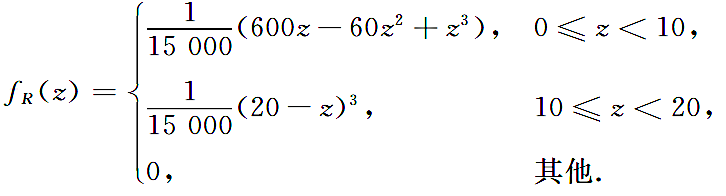 f_R(z) = { 1/15 000 (600z − 60z² + z³), 0 ⩽ z < 10,
1/15 000 (20 − z)³, 10 ⩽ z < 20,
0, 其他.